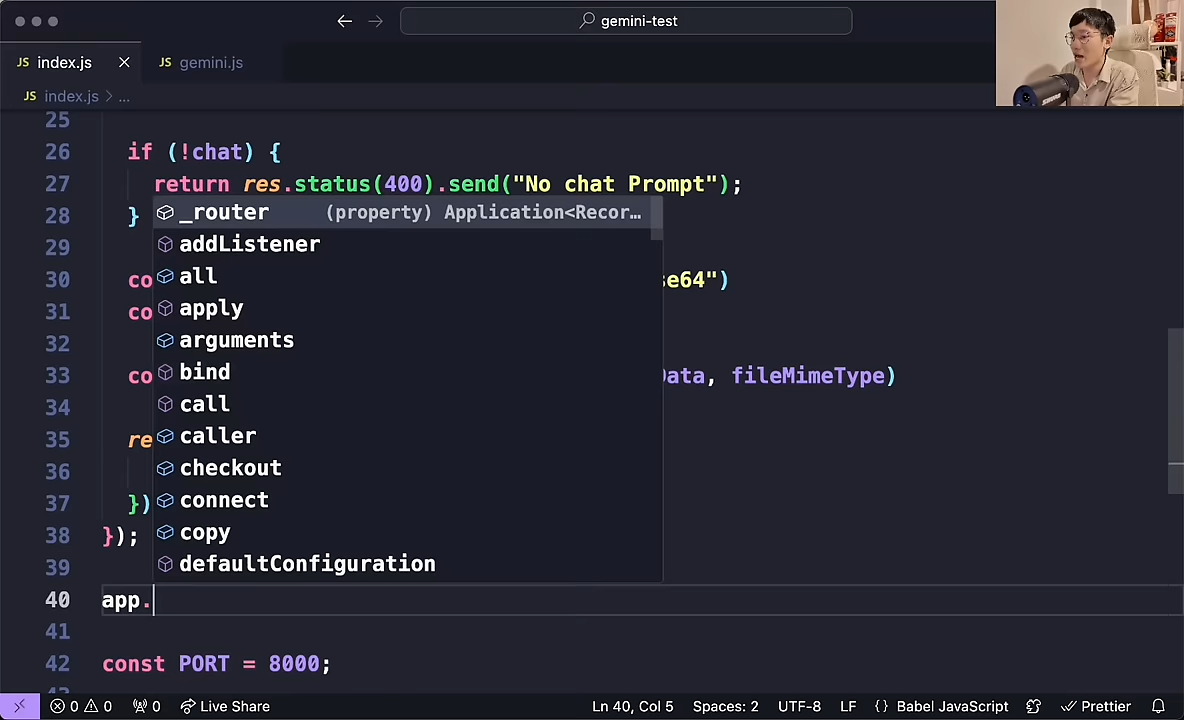 gemini-test
JS index.js
JS gemini.js
JS index.js > ...
25
26 if (!chat) {
27 return res.status(400).send("No chat Prompt");
28 }
_router (property) Application<Recor…
29
addListener
30 co
all
se64")
31 co
apply
32
arguments
33 co
bind
Data, fileMimeType)
34
call
35 re
caller
36
checkout
37 })
connect
38 });
copy
39
defaultConfiguration
40 app.
41
42 const PORT = 8000;
43
0 0 0 Live Share Ln 40, Col 5 Spaces: 2 UTF-8 LF {} Babel JavaScript Prettier